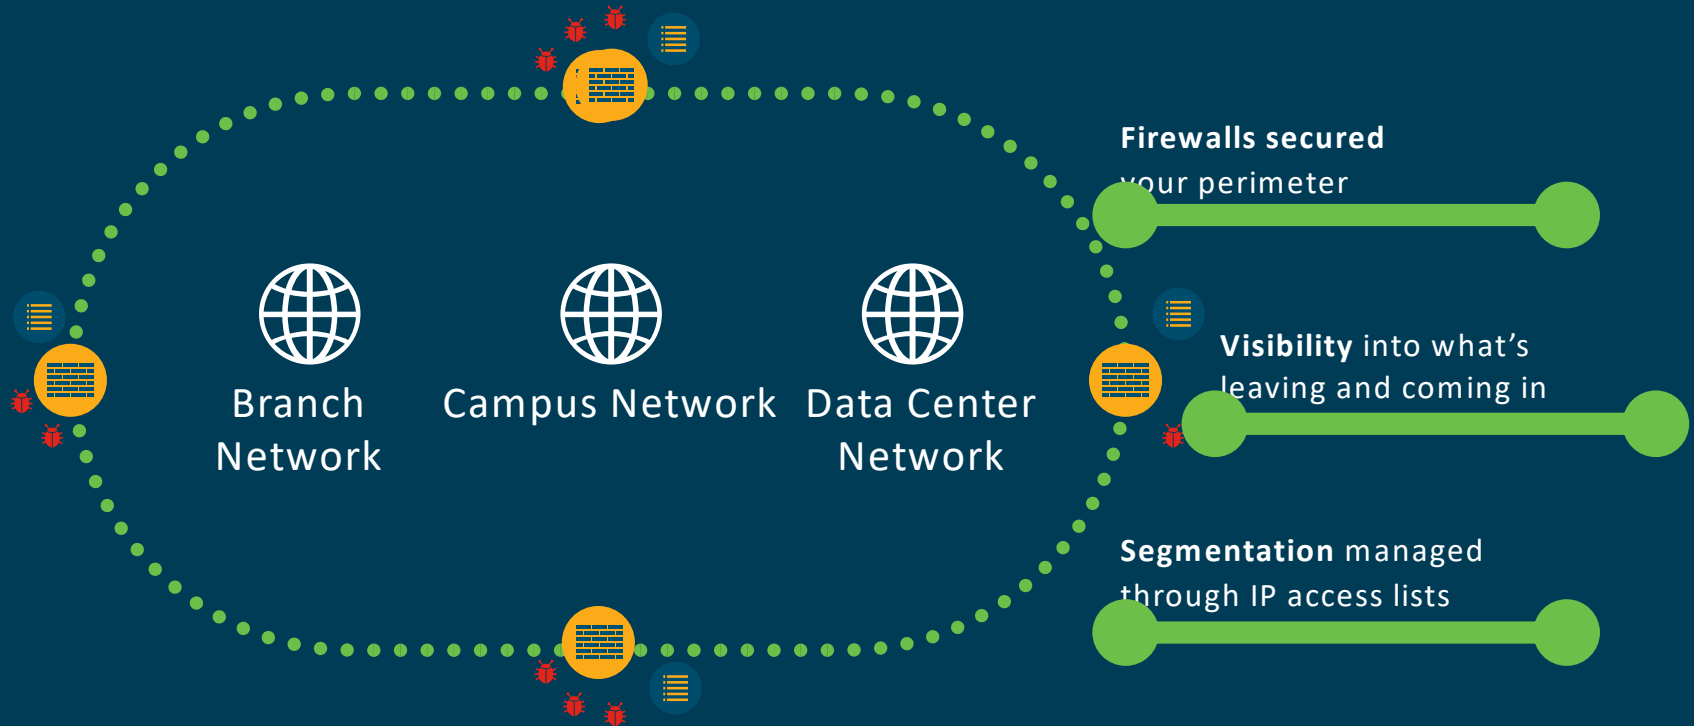 Firewalls secured
your perimeter
Visibility into what’s
leaving and coming in
Branch
Network
Campus Network
Data Center
Network
Segmentation managed
through IP access lists